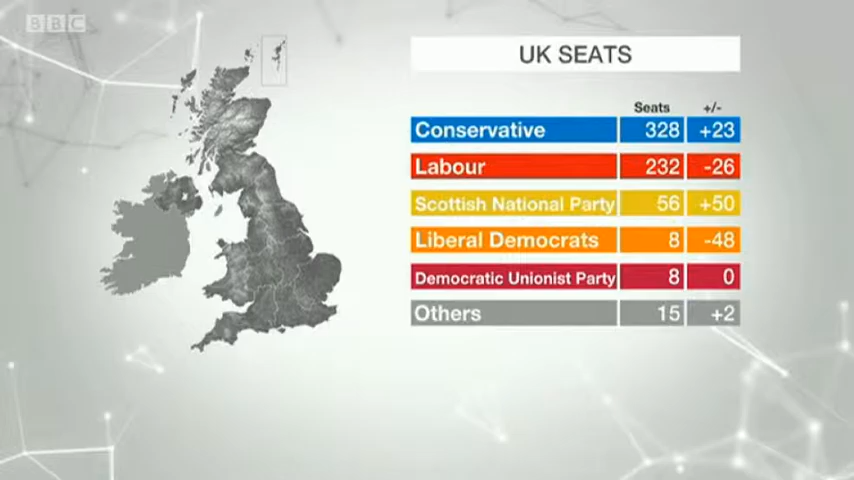 BBC
UK SEATS
Seats +/-
Conservative 328 +23
Labour 232 -26
Scottish National Party 56 +50
Liberal Democrats 8 -48
Democratic Unionist Party 8 0
Others 15 +2